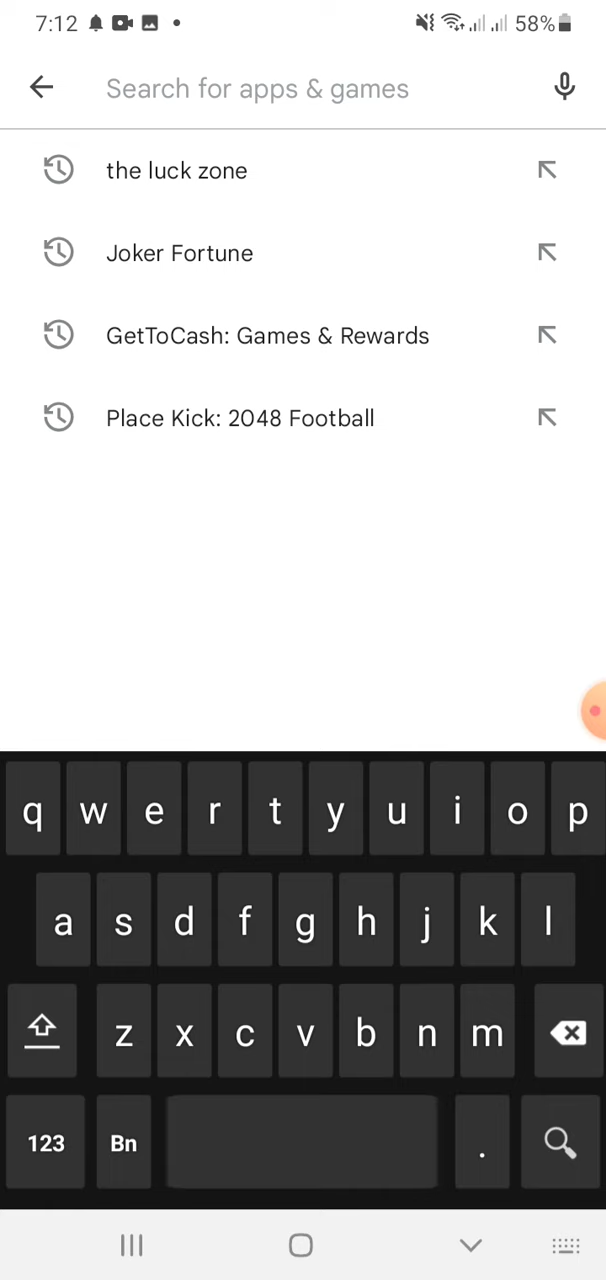 7:12 58%
Search for apps & games
the luck zone
Joker Fortune
GetToCash: Games & Rewards
Place Kick: 2048 Football
q w e r t y u i o p
a s d f g h j k l
z x c v b n m
123 Bn .